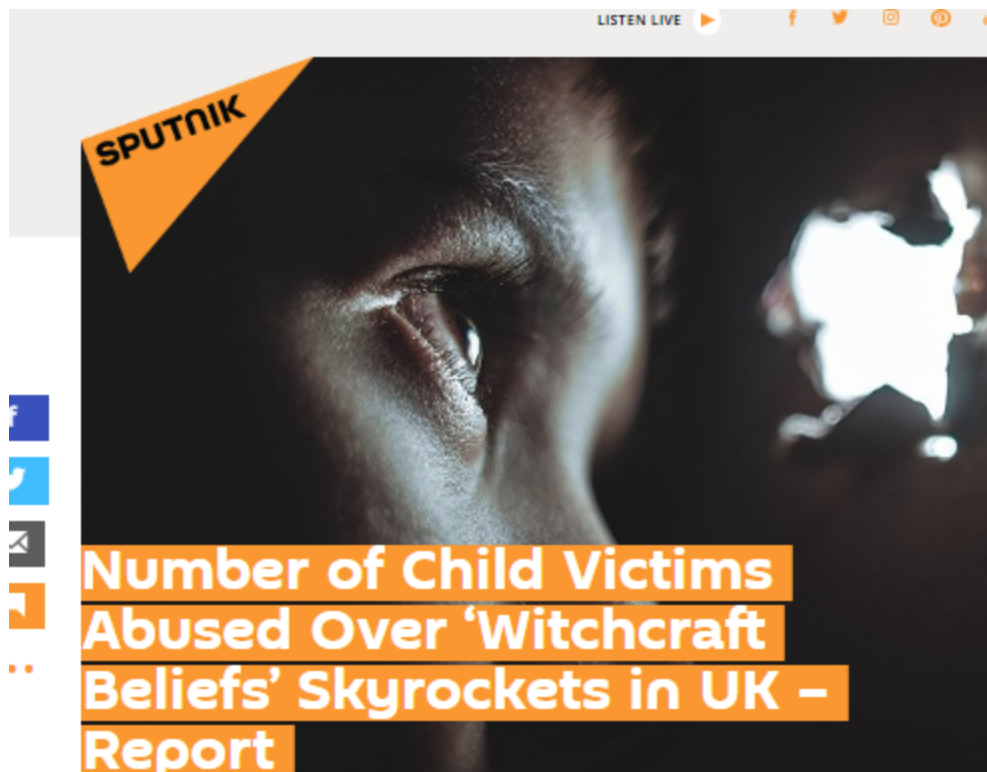 LISTEN LIVE
SPUTNIK
Number of Child Victims
Abused Over ‘Witchcraft
Beliefs’ Skyrockets in UK –
Report